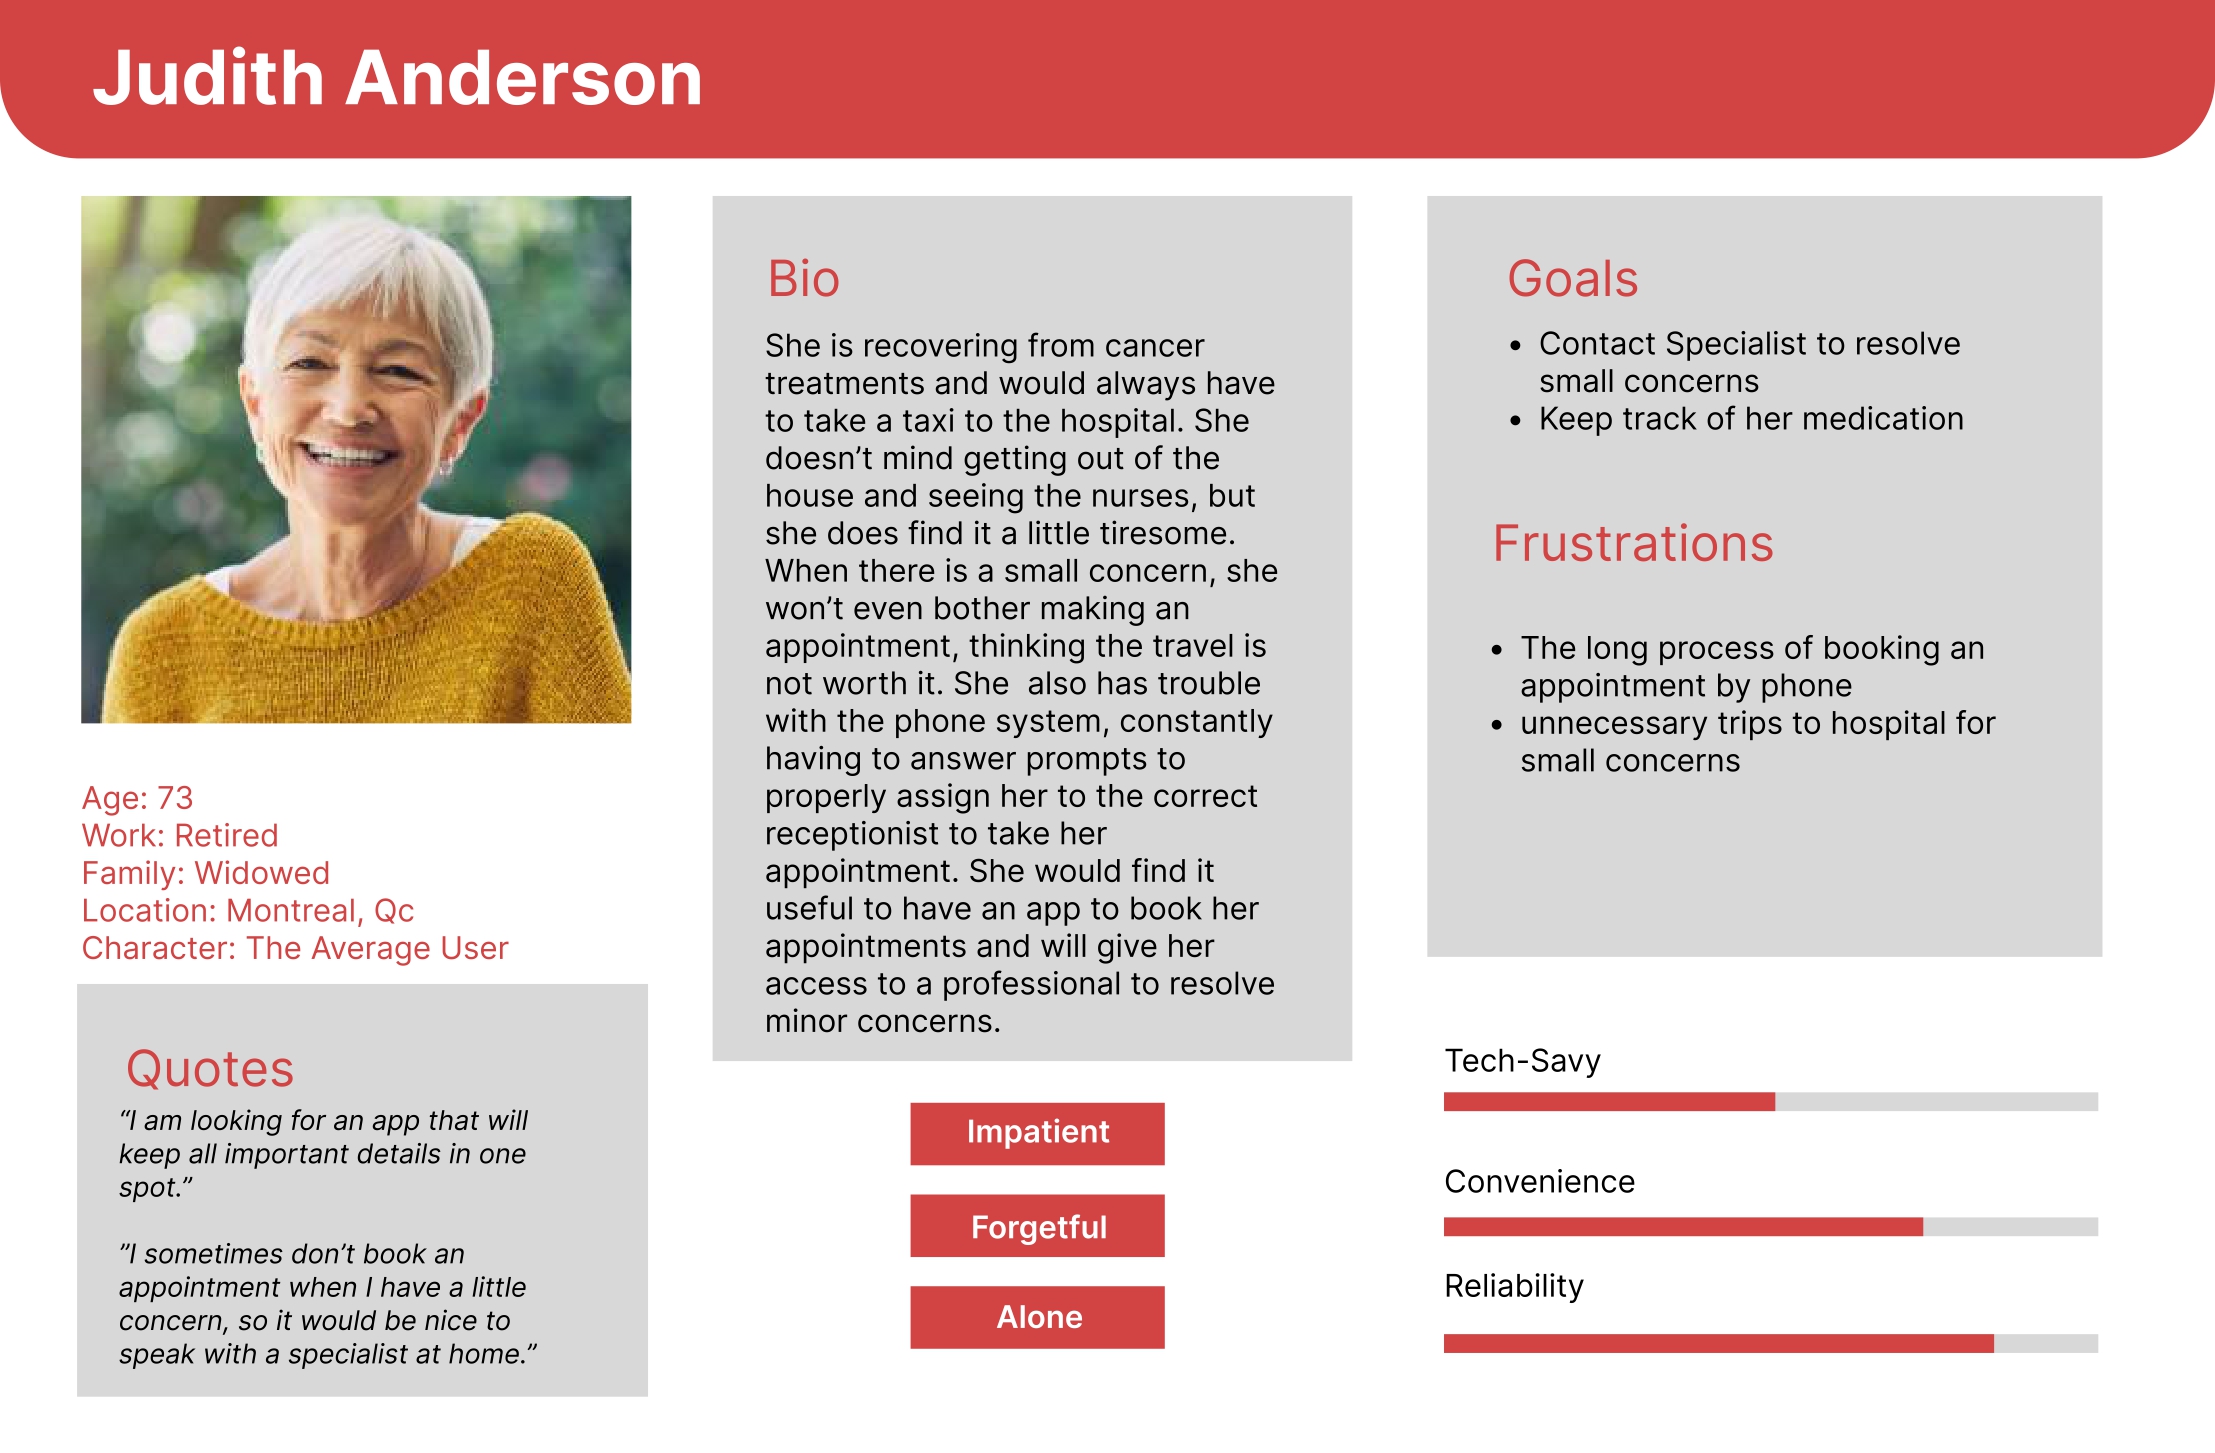 Judith Anderson
Age: 73
Work: Retired
Family: Widowed
Location: Montreal, Qc
Character: The Average User
Quotes
“I am looking for an app that will
keep all important details in one
spot.”
”I sometimes don’t book an
appointment when I have a little
concern, so it would be nice to
speak with a specialist at home.”
Bio
She is recovering from cancer
treatments and would always have
to take a taxi to the hospital. She
doesn’t mind getting out of the
house and seeing the nurses, but
she does find it a little tiresome.
When there is a small concern, she
won’t even bother making an
appointment, thinking the travel is
not worth it. She  also has trouble
with the phone system, constantly
having to answer prompts to
properly assign her to the correct
receptionist to take her
appointment. She would find it
useful to have an app to book her
appointments and will give her
access to a professional to resolve
minor concerns.
Impatient
Forgetful
Alone
Goals
• Contact Specialist to resolve
small concerns
• Keep track of her medication
Frustrations
• The long process of booking an
appointment by phone
• unnecessary trips to hospital for
small concerns
Tech-Savy
Convenience
Reliability